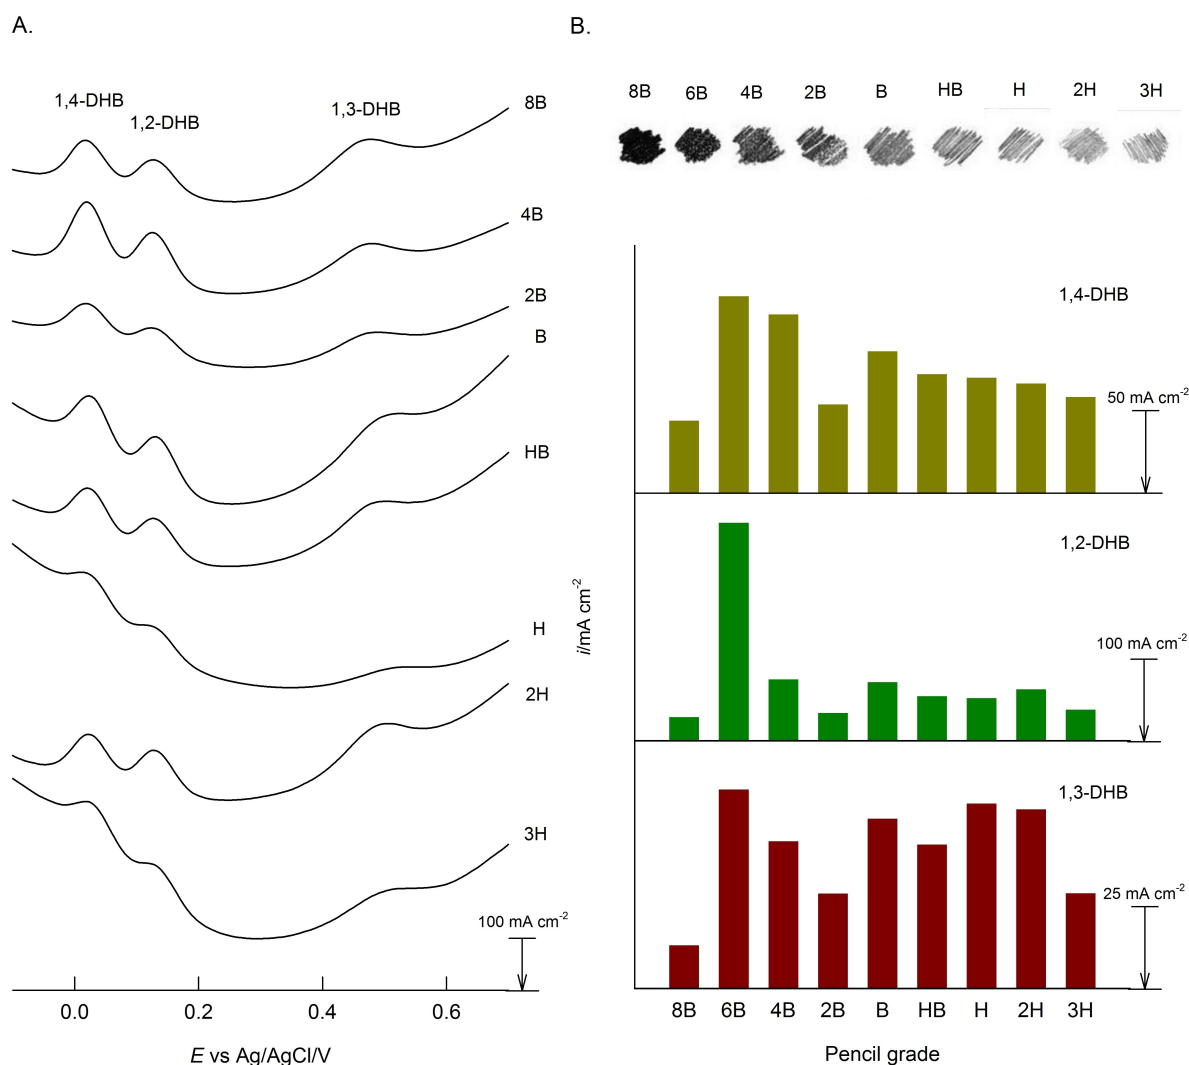 A.
1,4-DHB
1,2-DHB
1,3-DHB
8B
4B
2B
B
HB
H
2H
3H
100 mA cm-2
0.0 0.2 0.4 0.6
E vs Ag/AgCl/V
B.
8B 6B 4B 2B B HB H 2H 3H
1,4-DHB
50 mA cm-2
1,2-DHB
100 mA cm-2
i/mA cm-2
1,3-DHB
25 mA cm-2
8B 6B 4B 2B B HB H 2H 3H
Pencil grade